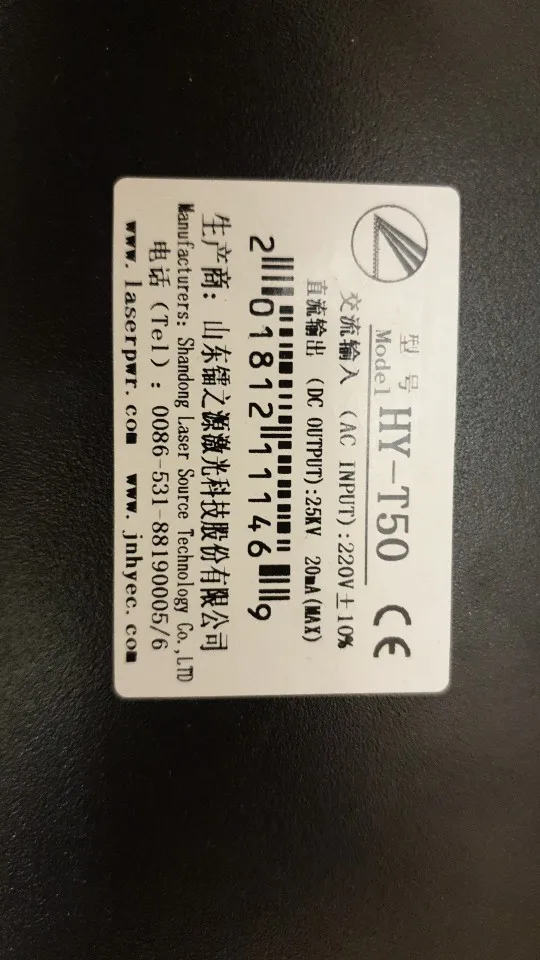 型号
Model HY-T50
CE
交流输入 (AC INPUT):220V±10%
直流输出 (DC OUTPUT):25KV 20mA(MAX)
2018121111469
生产商：山东镭之源激光科技股份有限公司
Manufacturers: Shandong Laser Source Technology Co.,LTD
电话(Tel): 0086-531-88190005/6
www.laserpwr.com www.jnhyec.com